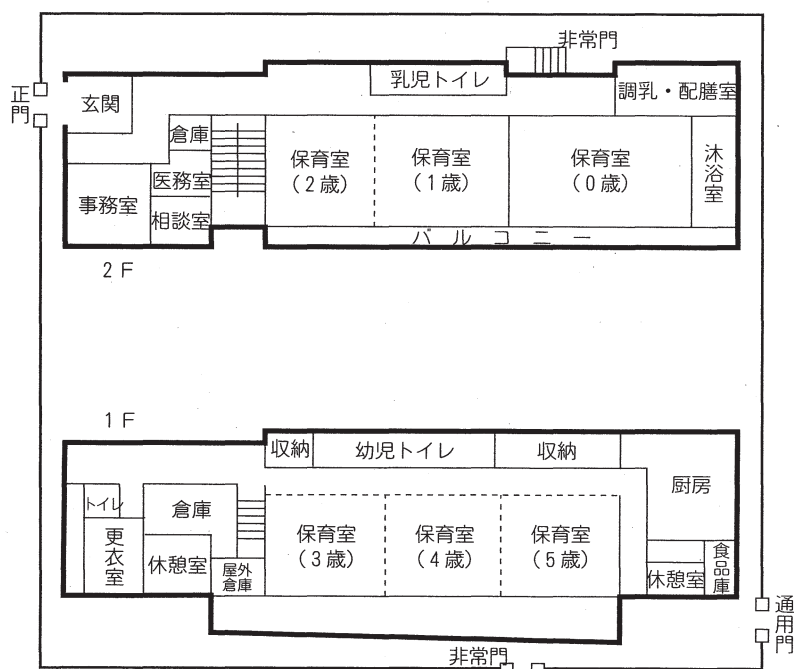 非常門
正門
玄関
乳児トイレ
調乳・配膳室
倉庫
保育室
(2歳)
保育室
(1歳)
保育室
(0歳)
沐浴室
医務室
事務室
相談室
バルコニー
2F
1F
収納
幼児トイレ
収納
厨房
トイレ
倉庫
更衣室
休憩室
屋外
倉庫
保育室
(3歳)
保育室
(4歳)
保育室
(5歳)
休憩室
食品庫
通用門
非常門